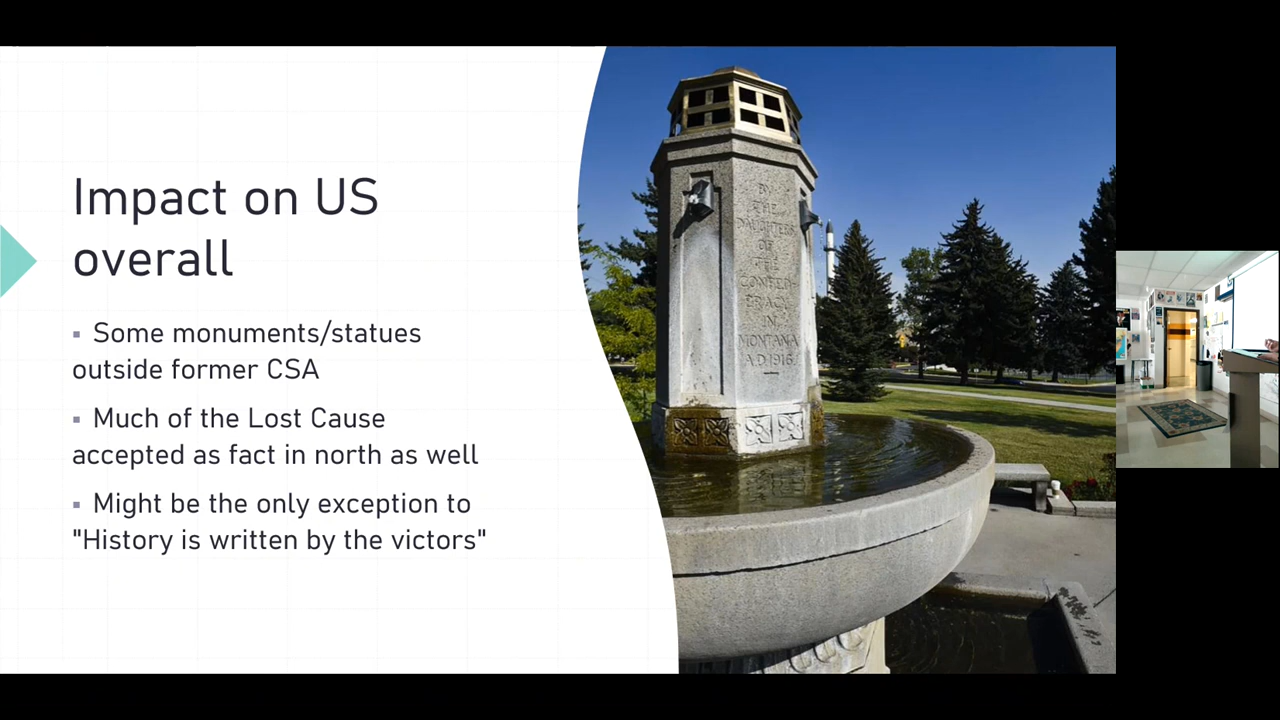 Impact on US
overall
▪ Some monuments/statues
outside former CSA
▪ Much of the Lost Cause
accepted as fact in north as well
▪ Might be the only exception to
"History is written by the victors"
BY
THE
DAUGHTERS
OF
THE
CONFED-
ERACY
IN
MONTANA
A.D.1916